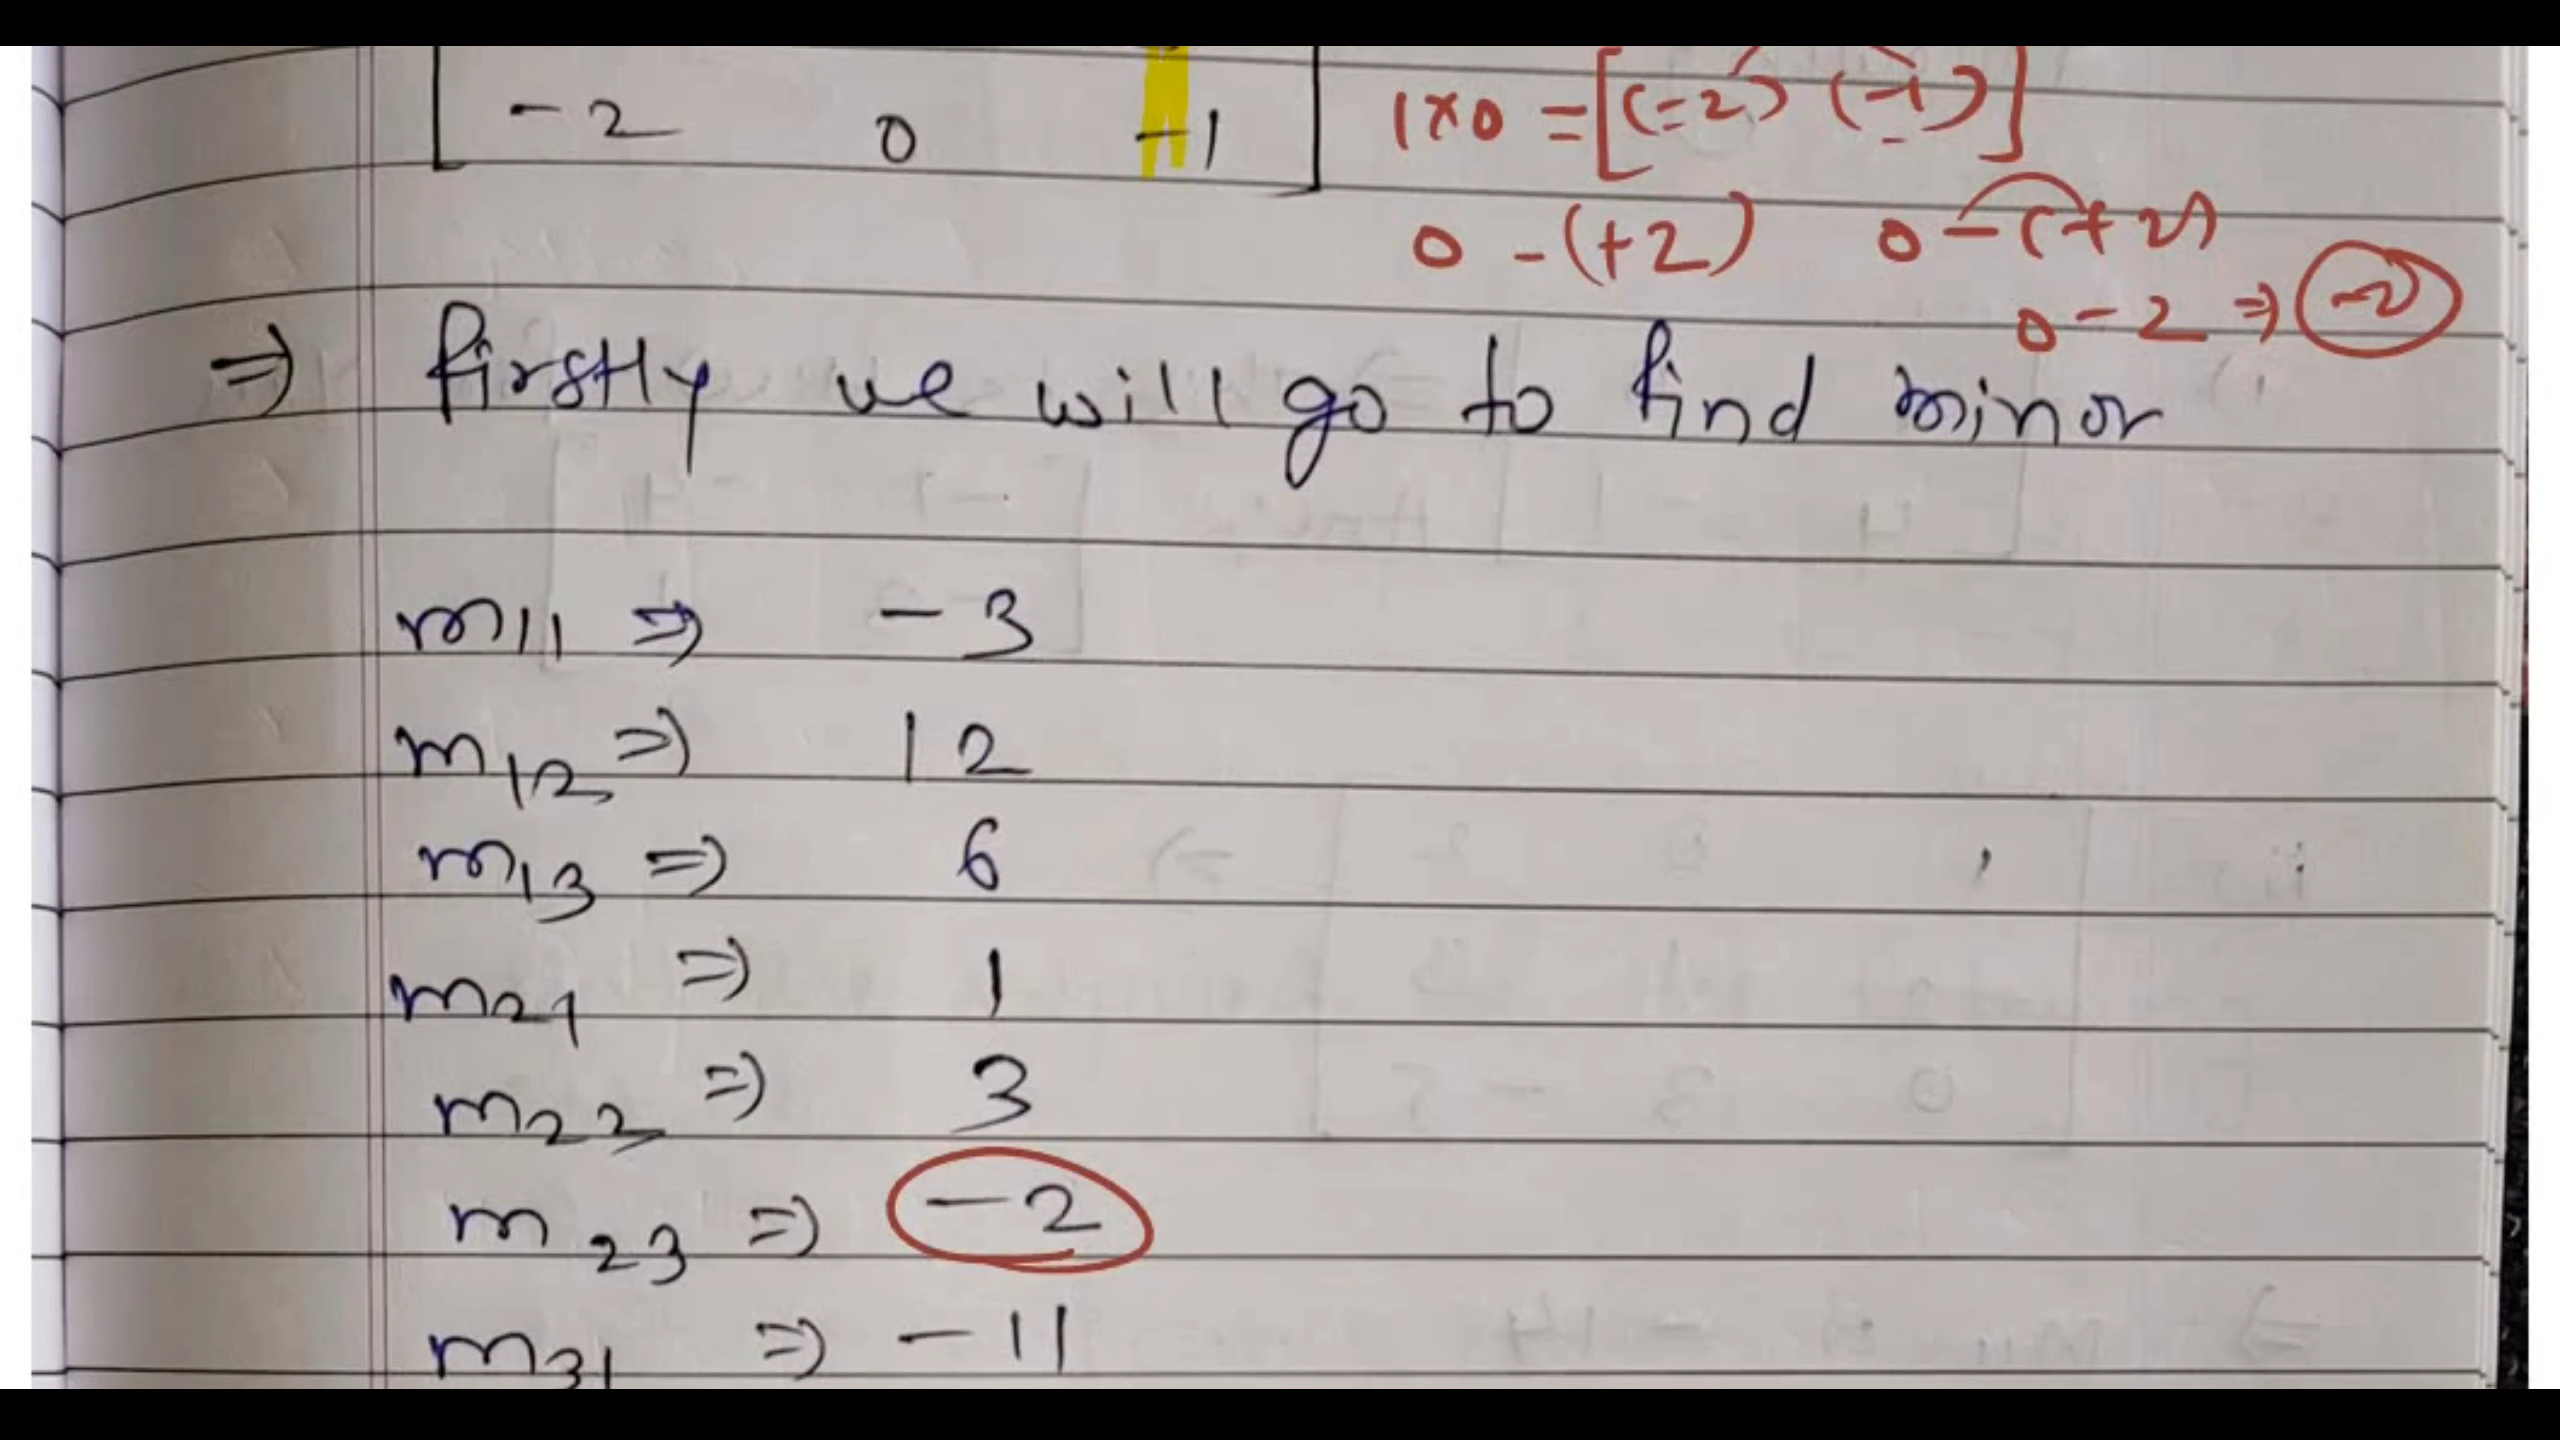 -2 0 -1
1×0 = [(-2) (-1)]
0 - (+2) 0 - (+2)
0 - 2 ⇒ -2
⇒ firstly we will go to find minor
m11 ⇒ -3
m12 ⇒ 12
m13 ⇒ 6
m21 ⇒ 1
m22 ⇒ 3
m23 ⇒ -2
m31 ⇒ -11